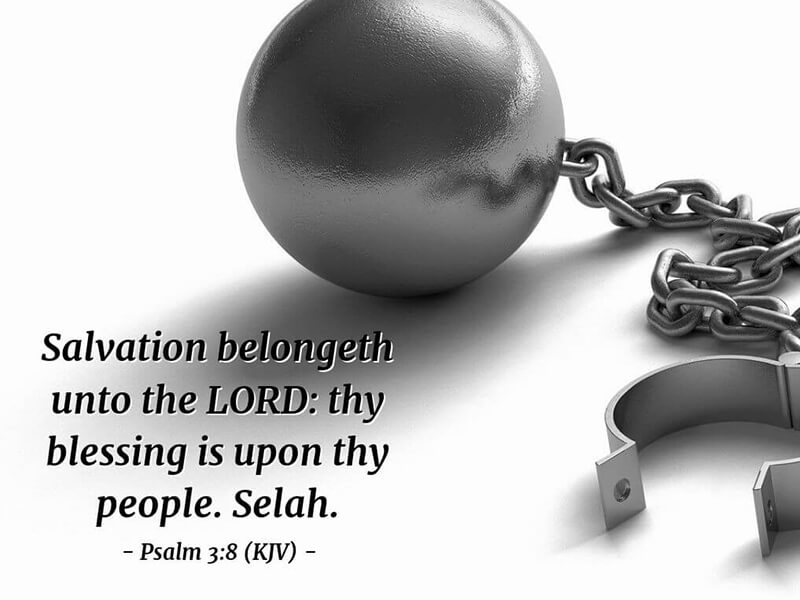 Salvation belongeth
unto the LORD: thy
blessing is upon thy
people. Selah.
– Psalm 3:8 (KJV) –